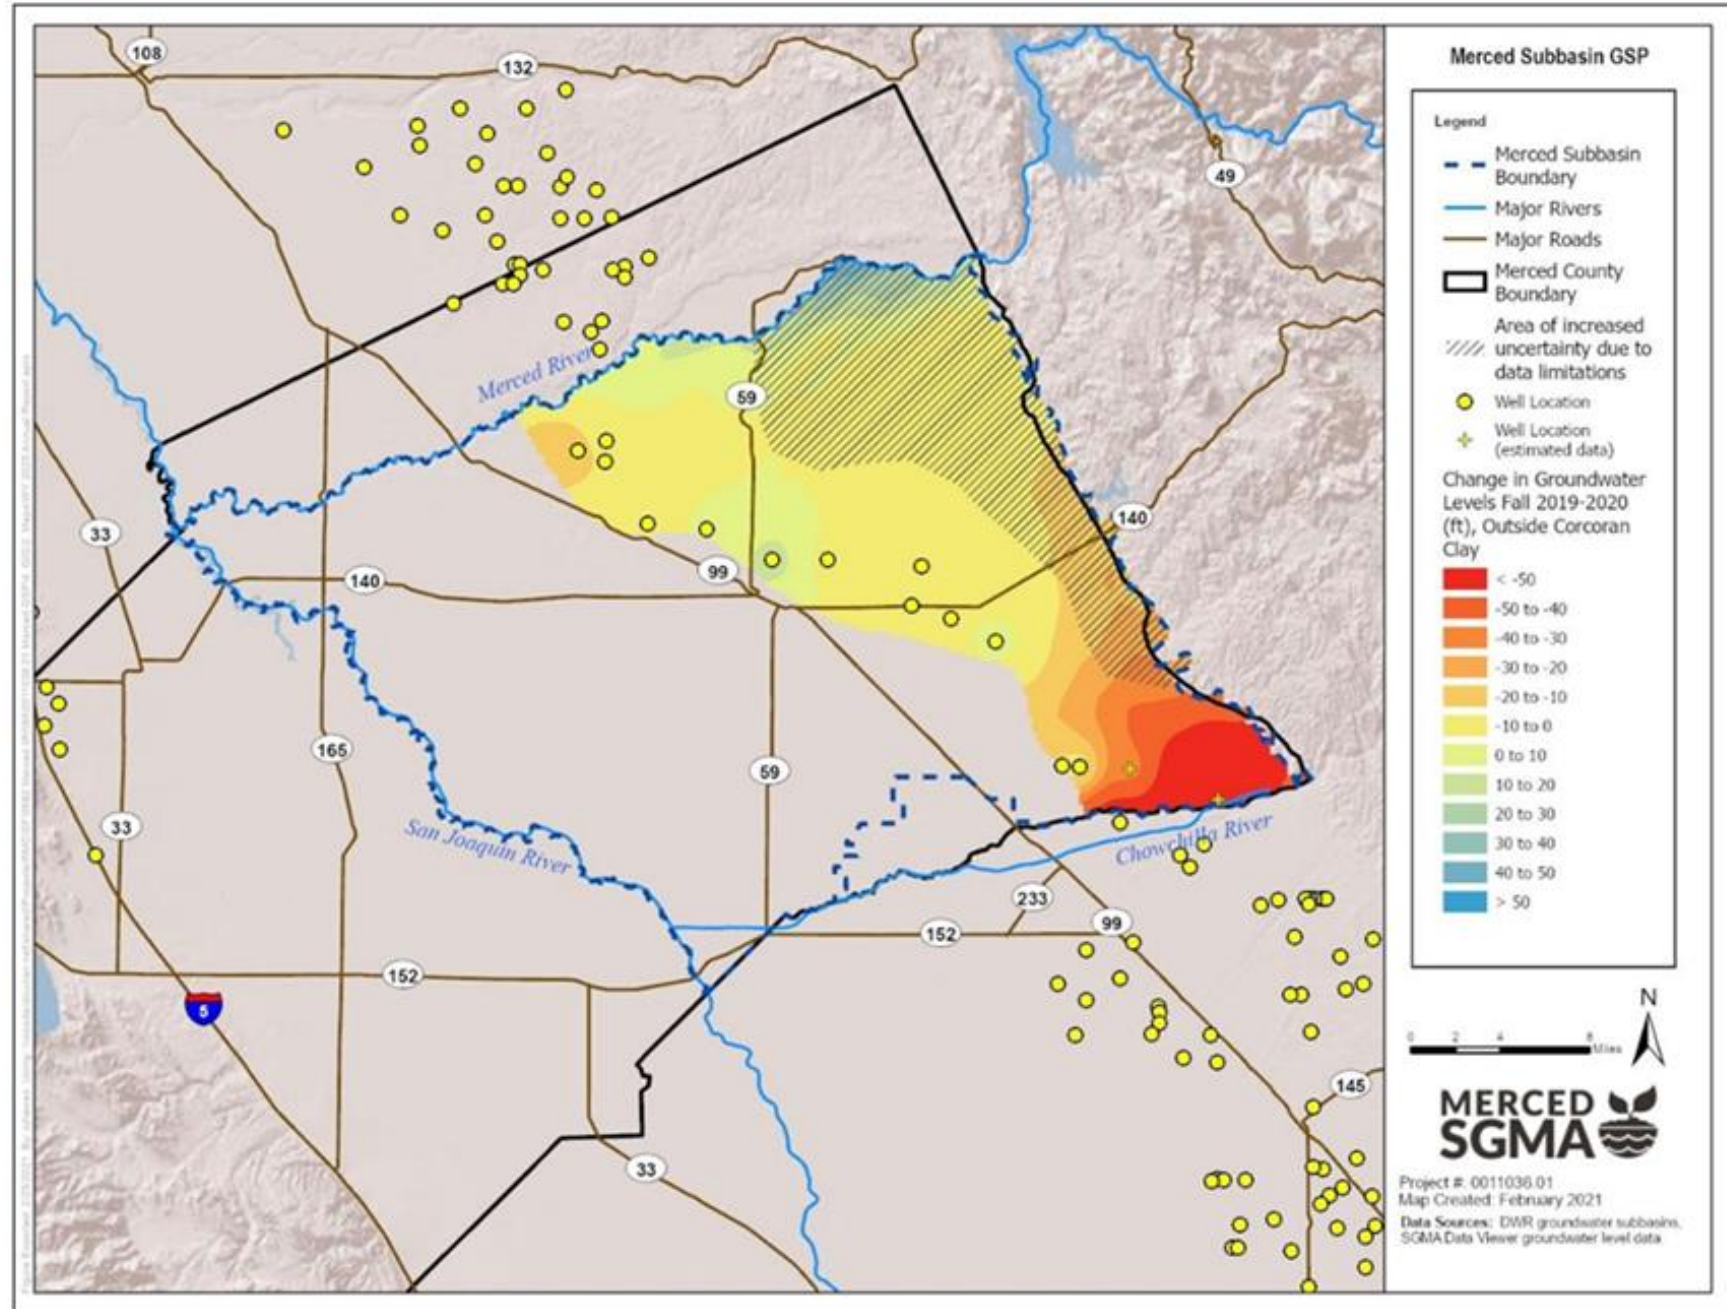 Merced Subbasin GSP
Legend
Merced Subbasin
Boundary
Major Rivers
Major Roads
Merced County
Boundary
Area of increased
uncertainty due to
data limitations
Well Location
Well Location
(estimated data)
Change in Groundwater
Levels Fall 2019-2020
(ft), Outside Corcoran
Clay
< -50
-50 to -40
-40 to -30
-30 to -20
-20 to -10
-10 to 0
0 to 10
10 to 20
20 to 30
30 to 40
40 to 50
> 50
N
0 2 4 8
Miles
MERCED
SGMA
Project #: 0011036.01
Map Created: February 2021
Data Sources: DWR groundwater subbasins,
SGMA Data Viewer groundwater level data
108
132
49
Merced River
59
33
140
140
99
165
59
33
San Joaquin River
Chowchilla River
233
99
152
152
5
145
33